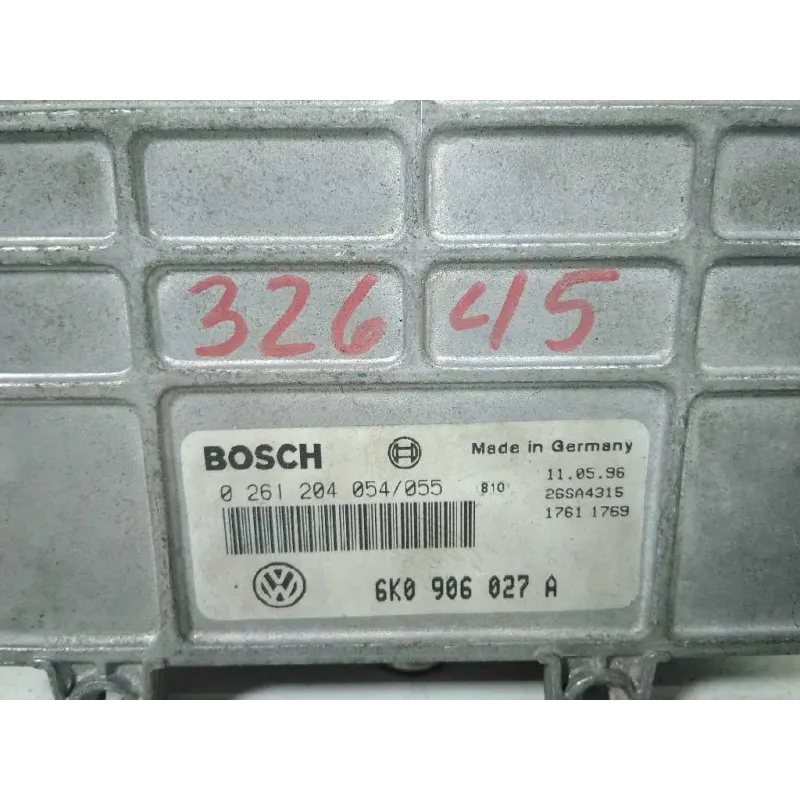 32645
BOSCH Made in Germany
0 261 204 054/055 810 11.05.96
26SA4315
1761 1769
VW 6K0 906 027 A